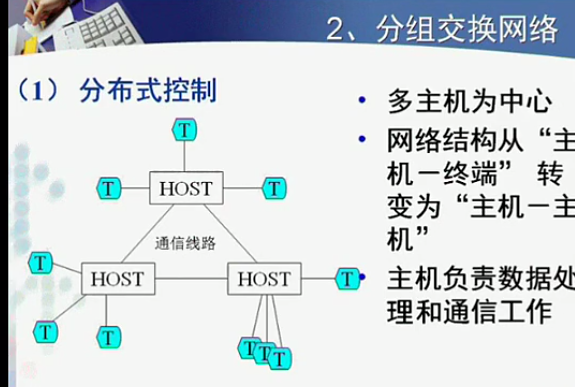 2、分组交换网络
（1） 分布式控制
• 多主机为中心
• 网络结构从“主
机－终端” 转
变为“主机－主
机”
• 主机负责数据处
理和通信工作
T
T
HOST
T
通信线路
T
HOST
HOST
T
T
T
T
T
T